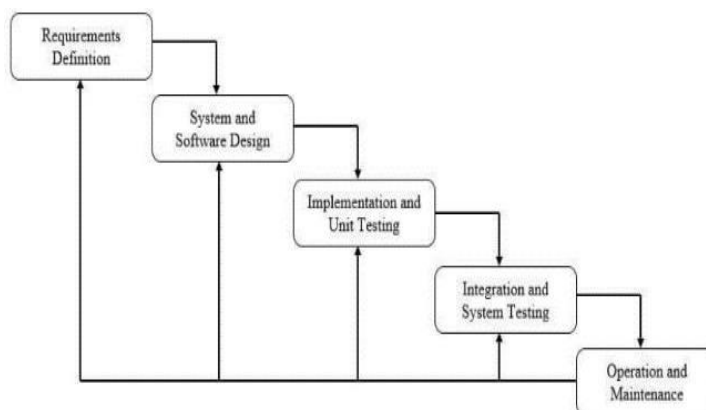 Requirements
Definition
System and
Software Design
Implementation and
Unit Testing
Integration and
System Testing
Operation and
Maintenance